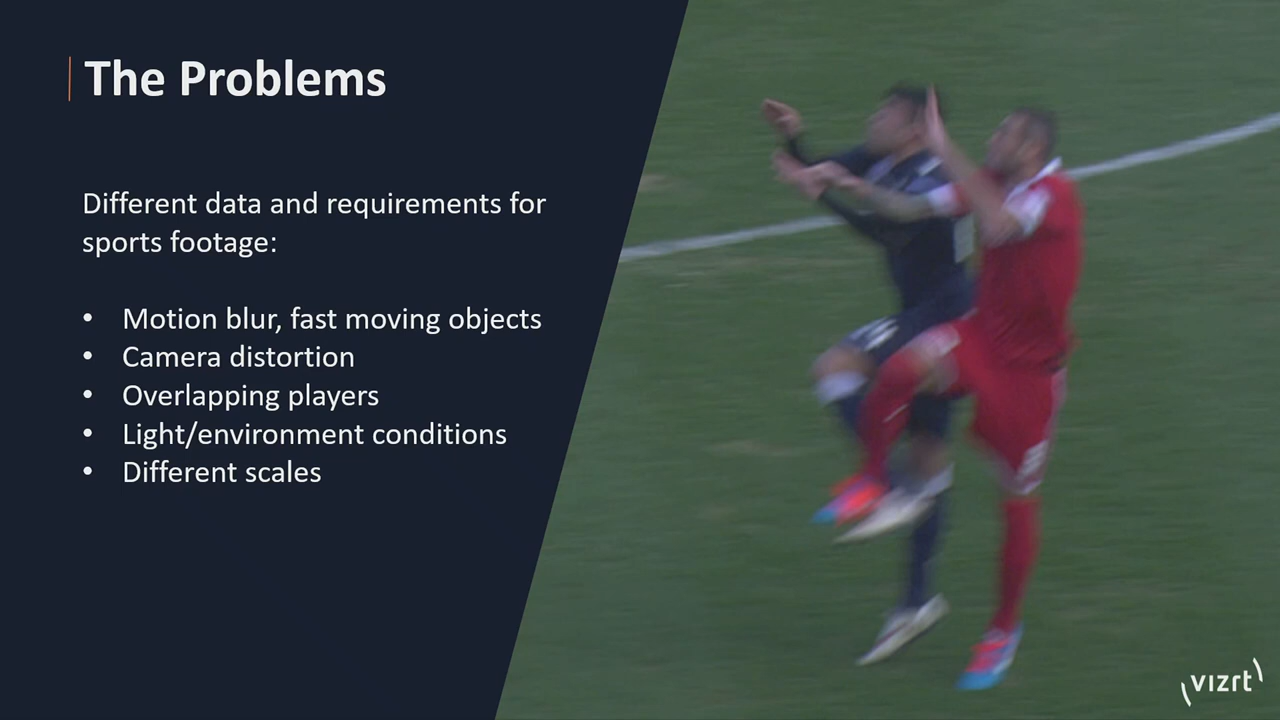 The Problems
Different data and requirements for
sports footage:
• Motion blur, fast moving objects
• Camera distortion
• Overlapping players
• Light/environment conditions
• Different scales
vizrt